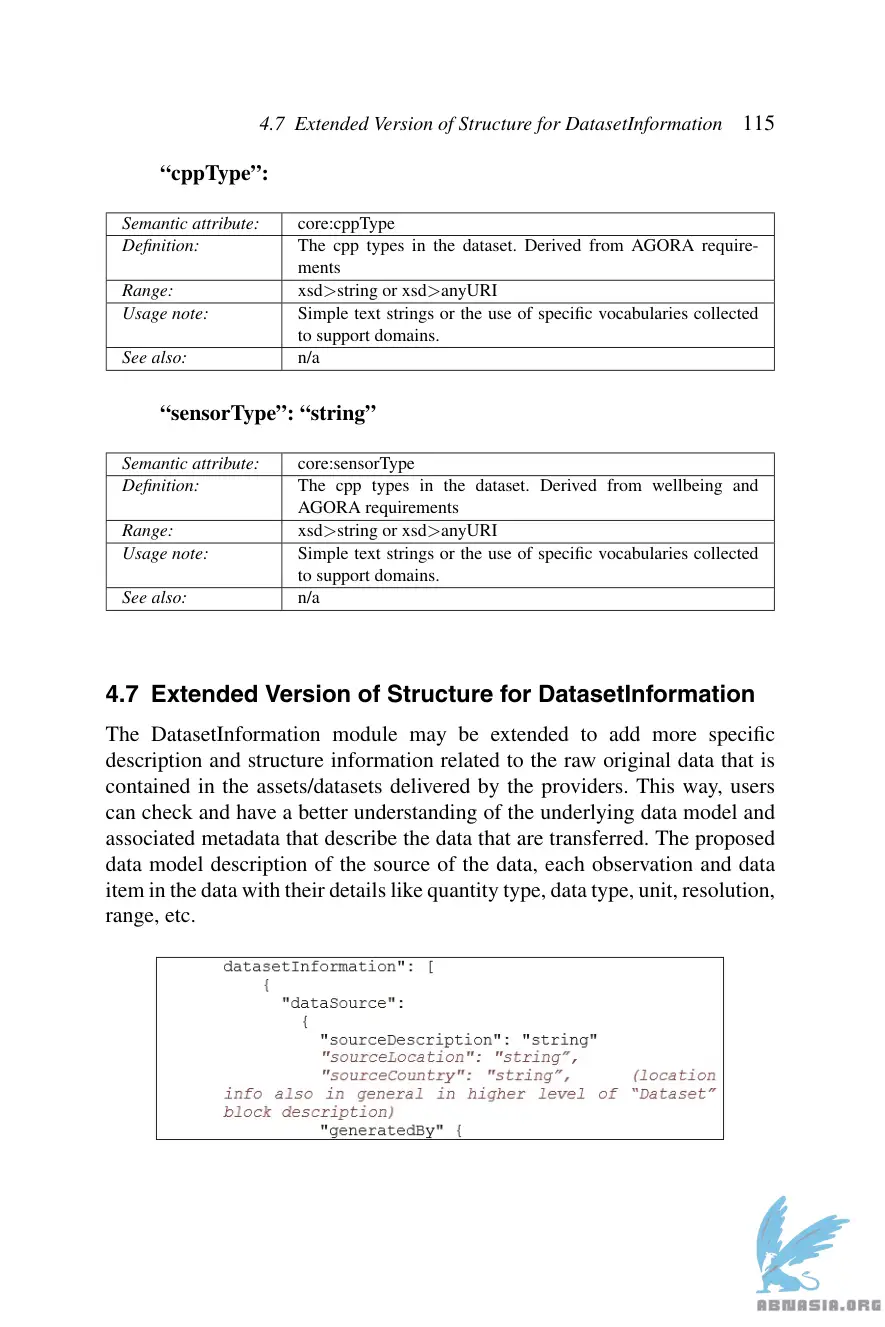 4.7 Extended Version of Structure for DatasetInformation 115
“cppType”:
Semantic attribute: core:cppType
Definition: The cpp types in the dataset. Derived from AGORA require-
ments
Range: xsd>string or xsd>anyURI
Usage note: Simple text strings or the use of specific vocabularies collected
to support domains.
See also: n/a
“sensorType”: “string”
Semantic attribute: core:sensorType
Definition: The cpp types in the dataset. Derived from wellbeing and
AGORA requirements
Range: xsd>string or xsd>anyURI
Usage note: Simple text strings or the use of specific vocabularies collected
to support domains.
See also: n/a
4.7 Extended Version of Structure for DatasetInformation
The DatasetInformation module may be extended to add more specific
description and structure information related to the raw original data that is
contained in the assets/datasets delivered by the providers. This way, users
can check and have a better understanding of the underlying data model and
associated metadata that describe the data that are transferred. The proposed
data model description of the source of the data, each observation and data
item in the data with their details like quantity type, data type, unit, resolution,
range, etc.
datasetInformation": [
{
"dataSource":
{
"sourceDescription": "string"
"sourceLocation": "string”,
"sourceCountry": "string”, (location
info also in general in higher level of “Dataset”
block description)
"generatedBy" {
ABNASIA.ORG